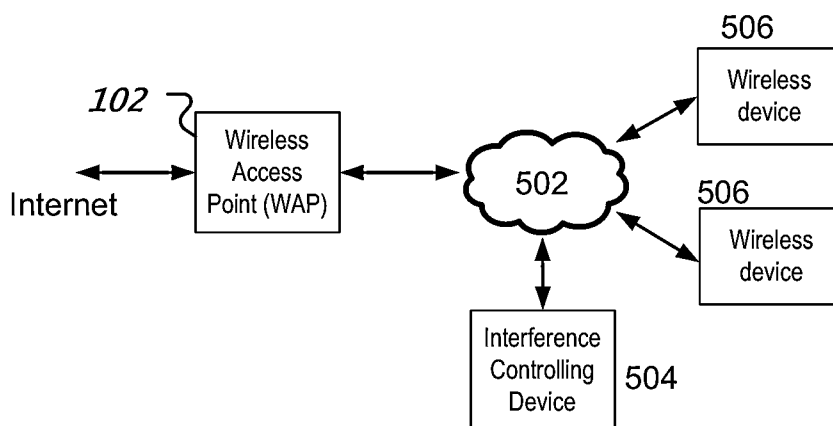 506
102
Wireless
device
Wireless
Access
Point (WAP)
Internet
502
506
Wireless
device
Interference
Controlling
Device
504